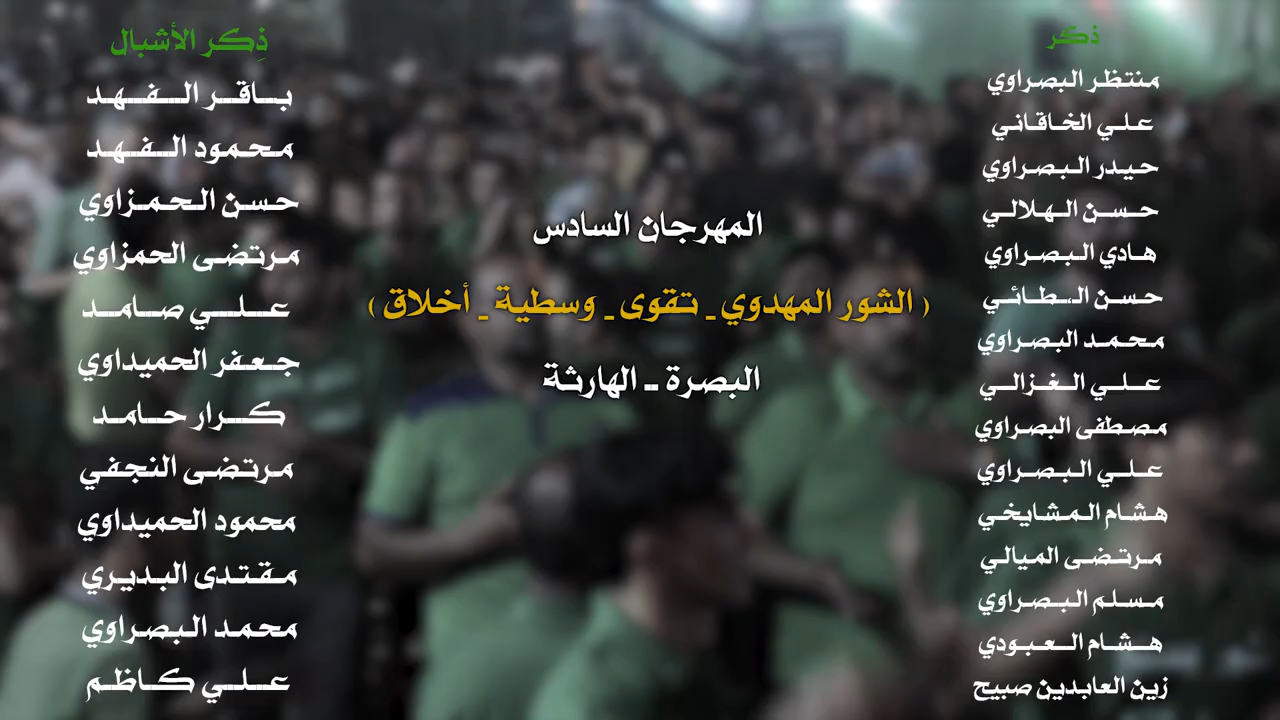 ذكر
منتظر البصراوي
علي الخاقاني
حيدر البصراوي
حسن الهلالي
هادي البصراوي
حسن الطائي
محمد البصراوي
علي الغزالي
مصطفى البصراوي
علي البصراوي
هشام المشايخي
مرتضى الميالي
مسلم البصراوي
هشام العبودي
زين العابدين صبيح
المهرجان السادس
( الشور المهدوي ـ تقوى ـ وسطية ـ أخلاق )
البصرة ــ الهارثة
ذِكر الأشبال
باقر الفهد
محمود الفهد
حسن الحمزاوي
مرتضى الحمزاوي
علي صامد
جعفر الحميداوي
كرار حامد
مرتضى النجفي
محمود الحميداوي
مقتدى البديري
محمد البصراوي
علي كاظم